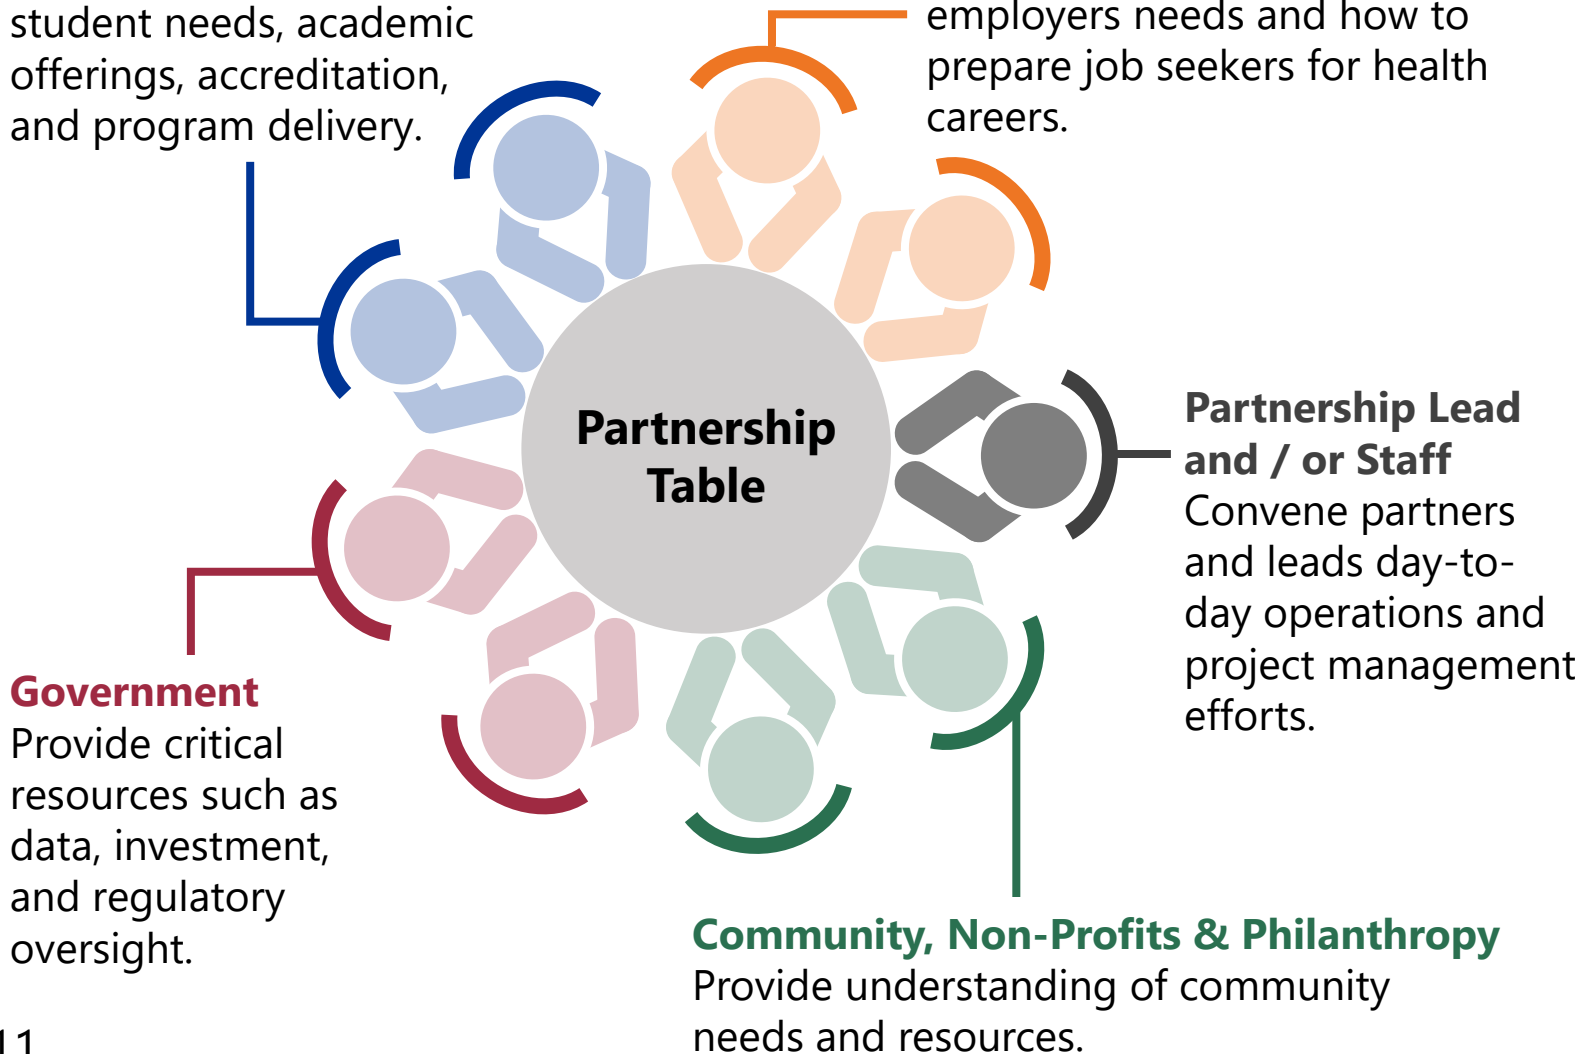 student needs, academic
offerings, accreditation,
and program delivery.
employers needs and how to
prepare job seekers for health
careers.
Partnership
Table
Partnership Lead
and / or Staff
Convene partners
and leads day-to-
day operations and
project management
efforts.
Government
Provide critical
resources such as
data, investment,
and regulatory
oversight.
Community, Non-Profits & Philanthropy
Provide understanding of community
needs and resources.
11